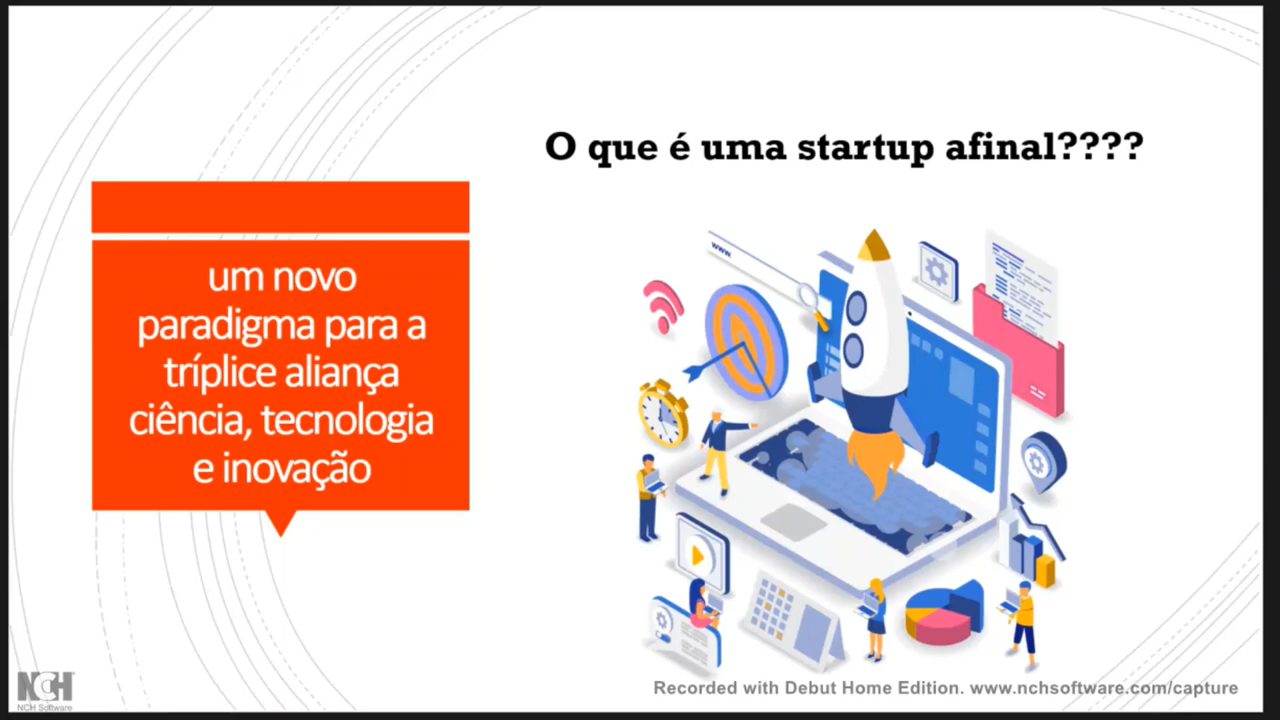 O que é uma startup afinal????
um novo
paradigma para a
tríplice aliança
ciência, tecnologia
e inovação
www.
NCH
NCH Software
Recorded with Debut Home Edition. www.nchsoftware.com/capture